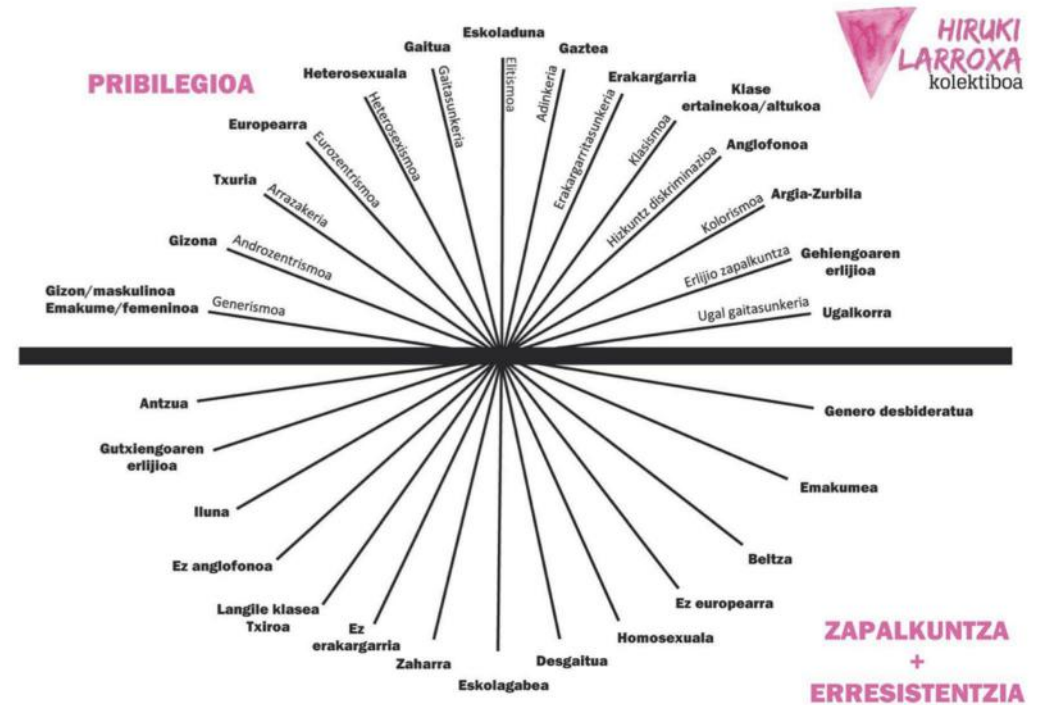 HIRUKI
LARROXA
kolektiboa
PRIBILEGIOA
Gizon/maskulinoa
Emakume/femeninoa
Generismoa
Gizona
Androzentrismoa
Txuria
Arrazakeria
Europearra
Eurozentrismoa
Heterosexuala
Heterosexismoa
Gaitua
Gaitasunkeria
Eskoladuna
Elitismoa
Gaztea
Adinkeria
Erakargarria
Erakargarritasunkeria
Klase
ertainekoa/altukoa
Klasismoa
Anglofonoa
Hizkuntz diskriminazioa
Argia-Zurbila
Kolorismoa
Gehiengoaren
erlijioa
Erlijio zapalkuntza
Ugalkorra
Ugal gaitasunkeria
Antzua
Gutxiengoaren
erlijioa
Iluna
Ez anglofonoa
Langile klasea
Txiroa
Ez
erakargarria
Zaharra
Eskolagabea
Desgaitua
Homosexuala
Ez europearra
Beltza
Emakumea
Genero desbideratua
ZAPALKUNTZA
+
ERRESISTENTZIA